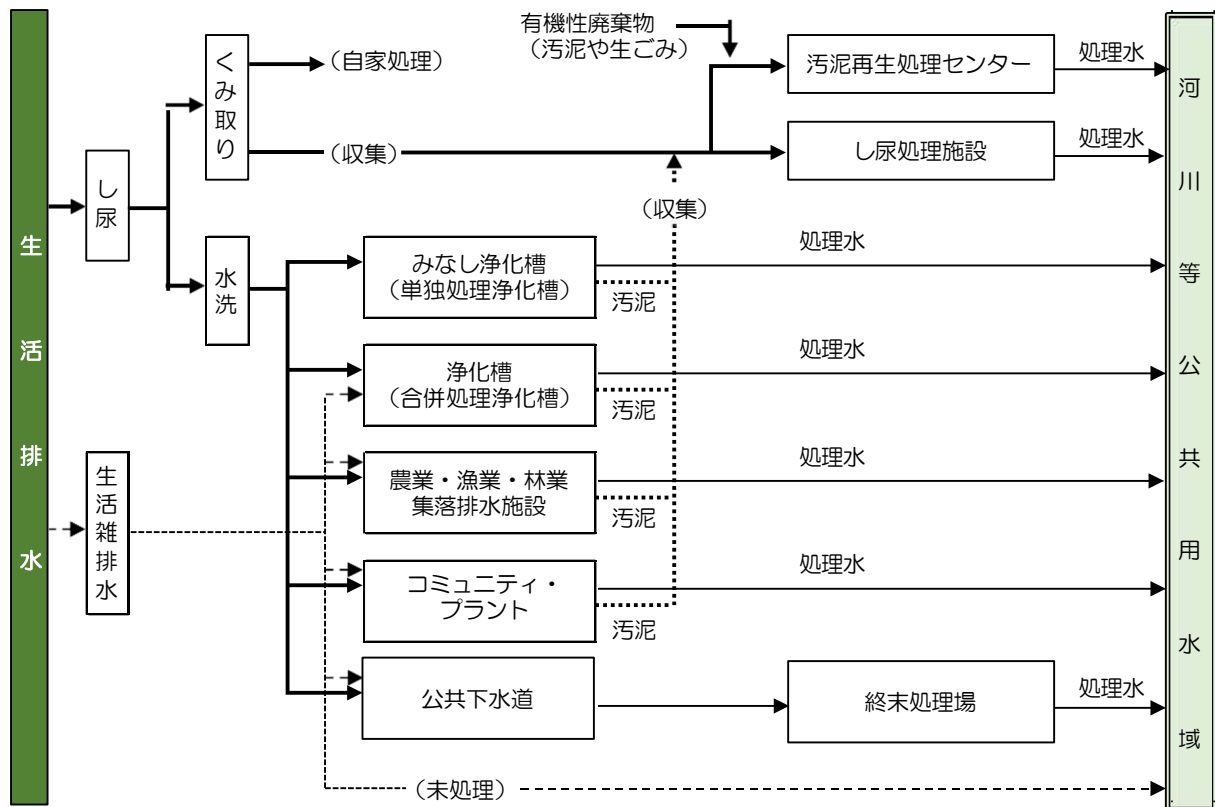 生活排水
し尿
生活雑排水
くみ取り
水洗
（自家処理）
（収集）
有機性廃棄物
（汚泥や生ごみ）
汚泥再生処理センター
処理水
し尿処理施設
処理水
（収集）
みなし浄化槽
（単独処理浄化槽）
汚泥
処理水
浄化槽
（合併処理浄化槽）
汚泥
処理水
農業・漁業・林業
集落排水施設
汚泥
処理水
コミュニティ・
プラント
汚泥
処理水
公共下水道
終末処理場
処理水
（未処理）
河川等公共用水域